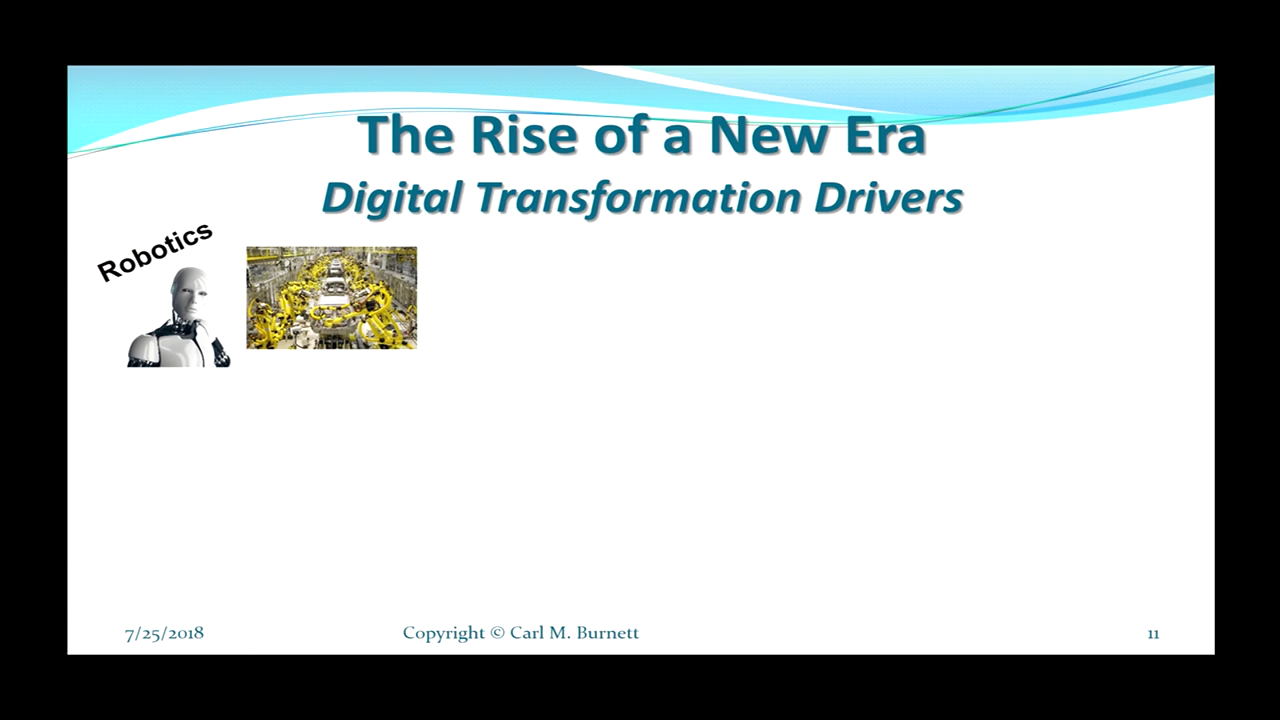 The Rise of a New Era
Digital Transformation Drivers
Robotics
7/25/2018
Copyright © Carl M. Burnett
11